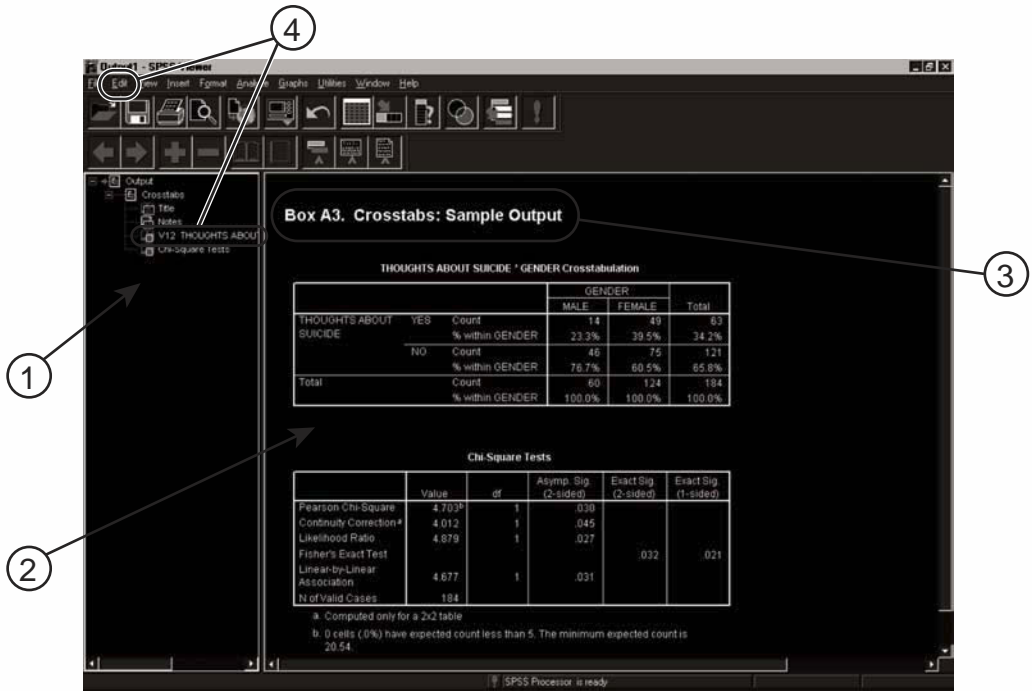 4
Output1 - SPSS Viewer
File Edit View Insert Format Analyze Graphs Utilities Window Help
Output
Crosstabs
Title
Notes
V12 THOUGHTS ABOUT
Chi-Square Tests
Box A3. Crosstabs: Sample Output
3
1
2
THOUGHTS ABOUT SUICIDE * GENDER Crosstabulation
GENDER
MALE FEMALE Total
THOUGHTS ABOUT YES Count 14 49 63
SUICIDE % within GENDER 23.3% 39.5% 34.2%
NO Count 46 75 121
% within GENDER 76.7% 60.5% 65.8%
Total Count 60 124 184
% within GENDER 100.0% 100.0% 100.0%
Chi-Square Tests
Asymp. Sig. Exact Sig. Exact Sig.
Value df (2-sided) (2-sided) (1-sided)
Pearson Chi-Square 4.703b 1 .030
Continuity Correction a 4.012 1 .045
Likelihood Ratio 4.879 1 .027
Fisher's Exact Test .032 .021
Linear-by-Linear
Association 4.677 1 .031
N of Valid Cases 184
a. Computed only for a 2x2 table
b. 0 cells (.0%) have expected count less than 5. The minimum expected count is
20.54.
SPSS Processor is ready